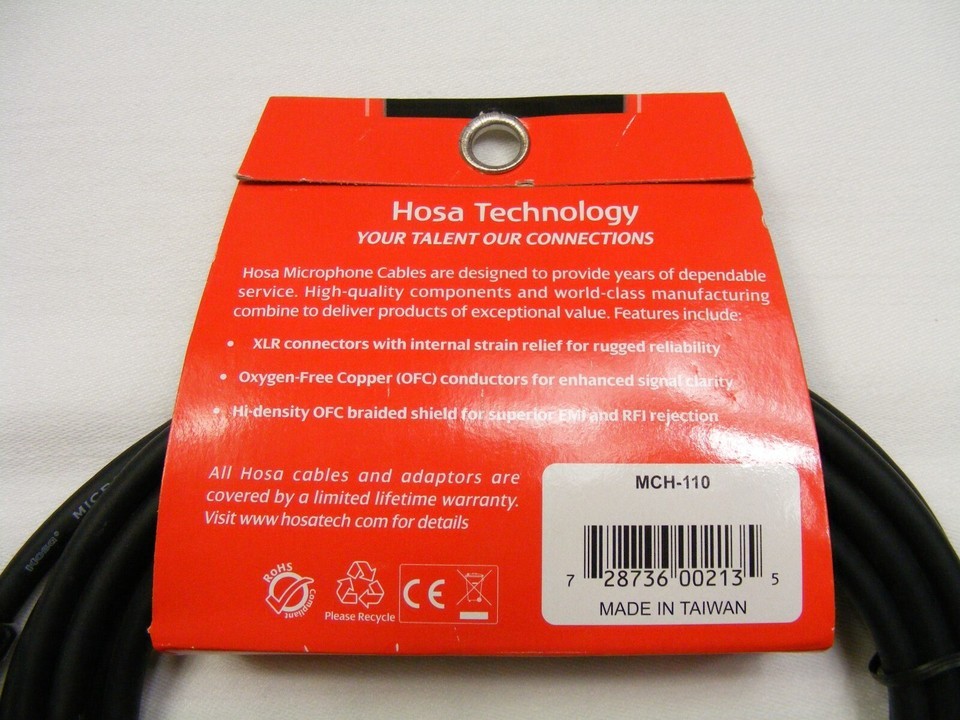 Hosa Technology
YOUR TALENT OUR CONNECTIONS
Hosa Microphone Cables are designed to provide years of dependable
service. High-quality components and world-class manufacturing
combine to deliver products of exceptional value. Features include:
• XLR connectors with internal strain relief for rugged reliability
• Oxygen-Free Copper (OFC) conductors for enhanced signal clarity
• Hi-density OFC braided shield for superior EMI and RFI rejection
All Hosa cables and adaptors are
covered by a limited lifetime warranty.
Visit www hosatech com for details
RoHS
Compliant
Please Recycle
CE
MCH-110
7 28736 00213 5
MADE IN TAIWAN